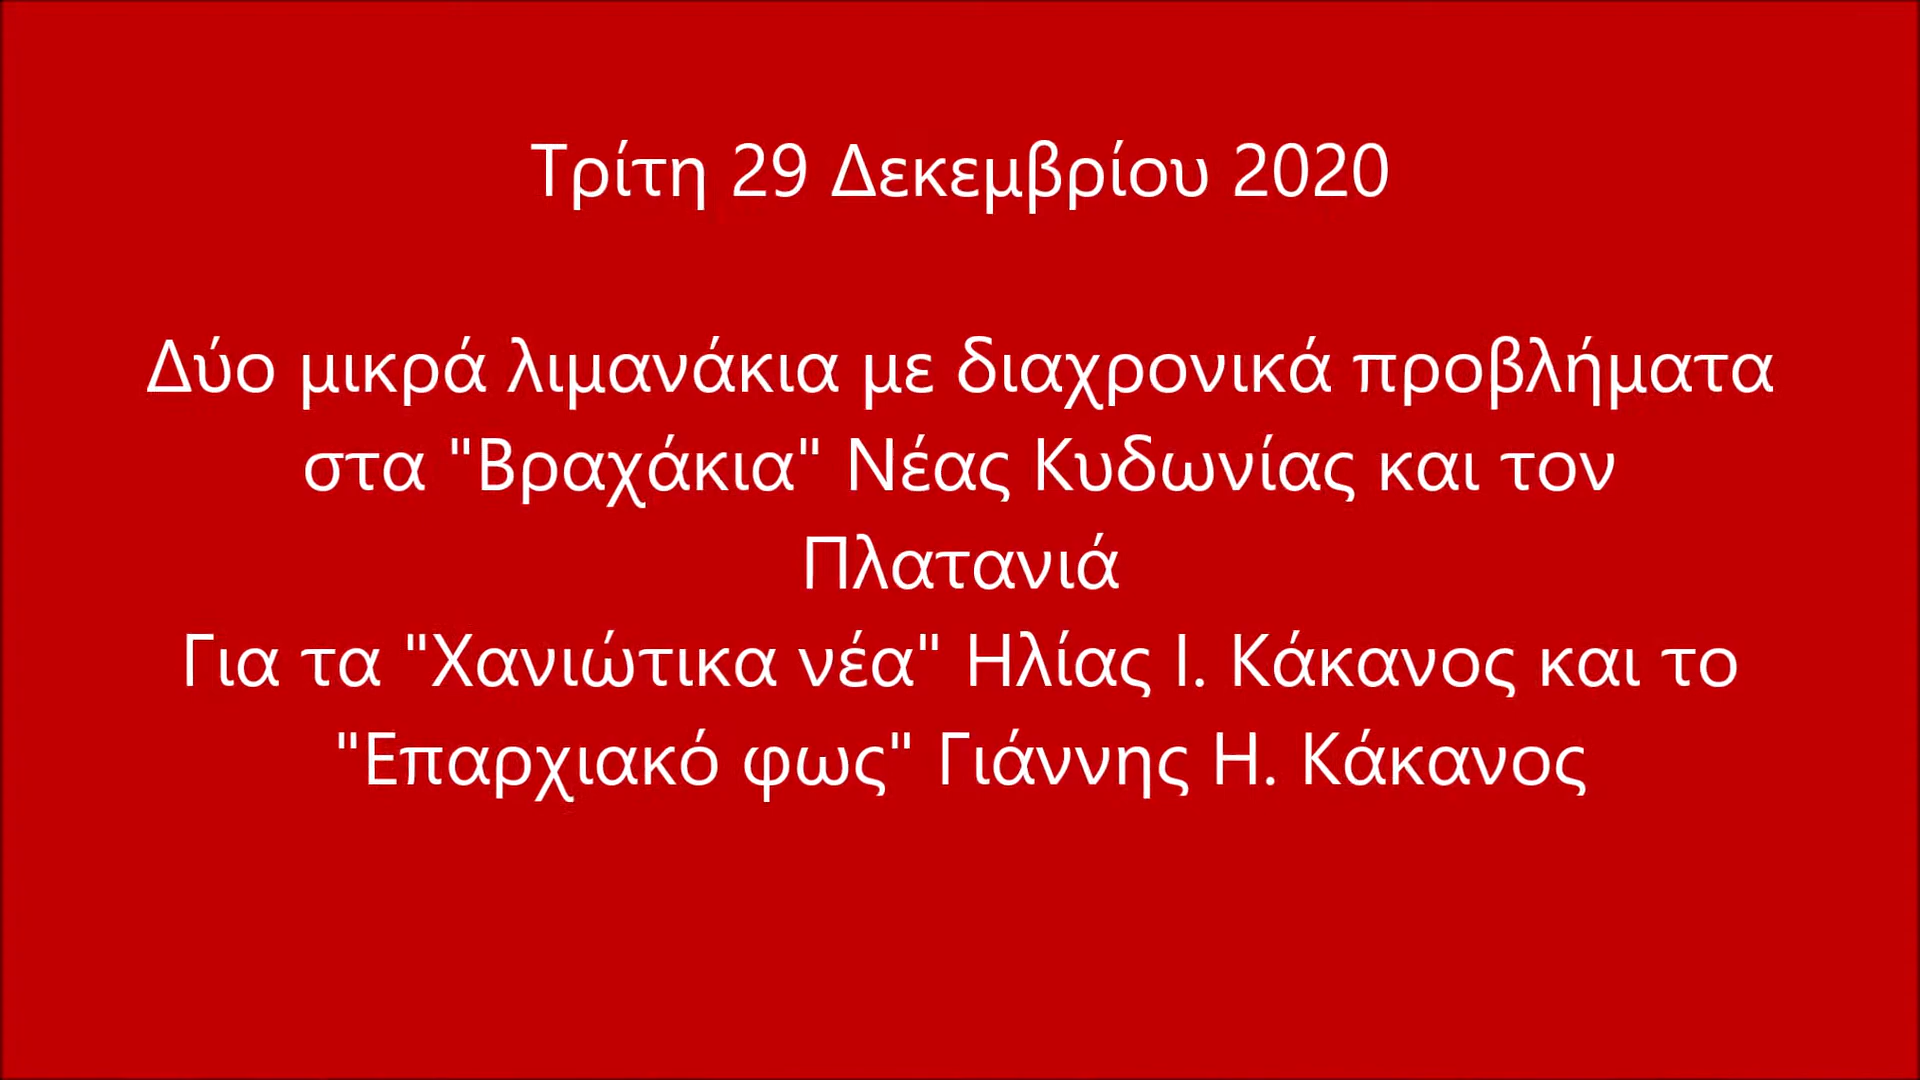 Τρίτη 29 Δεκεμβρίου 2020
Δύο μικρά λιμανάκια με διαχρονικά προβλήματα
στα "Βραχάκια" Νέας Κυδωνίας και τον
Πλατανιά
Για τα "Χανιώτικα νέα" Ηλίας Ι. Κάκανος και το
"Επαρχιακό φως" Γιάννης Η. Κάκανος